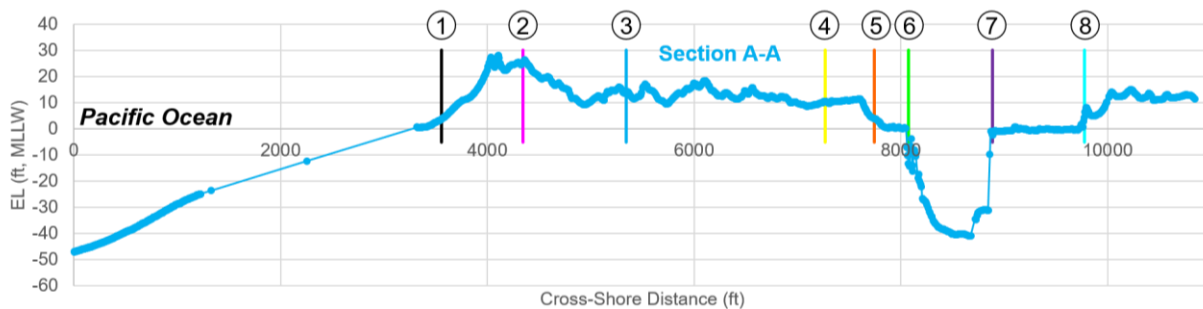 40
30
20
10
0
-10
-20
-30
-40
-50
-60
EL (ft, MLLW)
1 2 3 4 5 6 7 8
Section A-A
Pacific Ocean
0 2000 4000 6000 8000 10000
Cross-Shore Distance (ft)